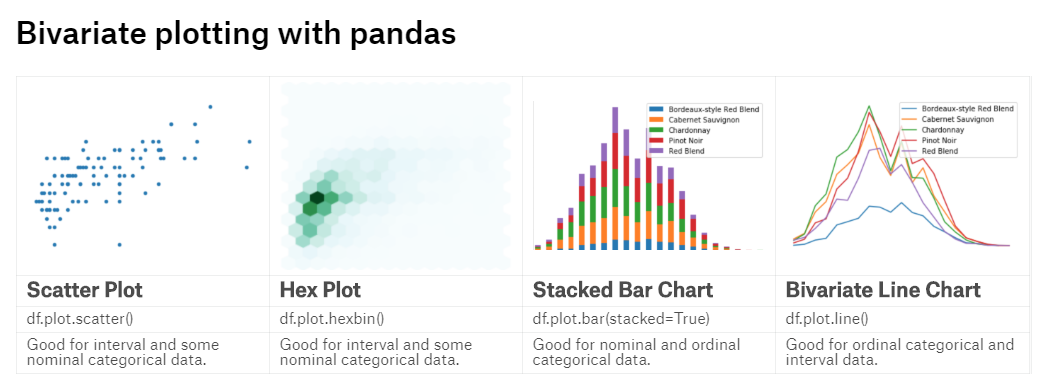 Bivariate plotting with pandas
Bordeaux-style Red Blend
Cabernet Sauvignon
Chardonnay
Pinot Noir
Red Blend
Bordeaux-style Red Blend
Cabernet Sauvignon
Chardonnay
Pinot Noir
Red Blend
Scatter Plot
Hex Plot
Stacked Bar Chart
Bivariate Line Chart
df.plot.scatter()
df.plot.hexbin()
df.plot.bar(stacked=True)
df.plot.line()
Good for interval and some
nominal categorical data.
Good for interval and some
nominal categorical data.
Good for nominal and ordinal
categorical data.
Good for ordinal categorical and
interval data.